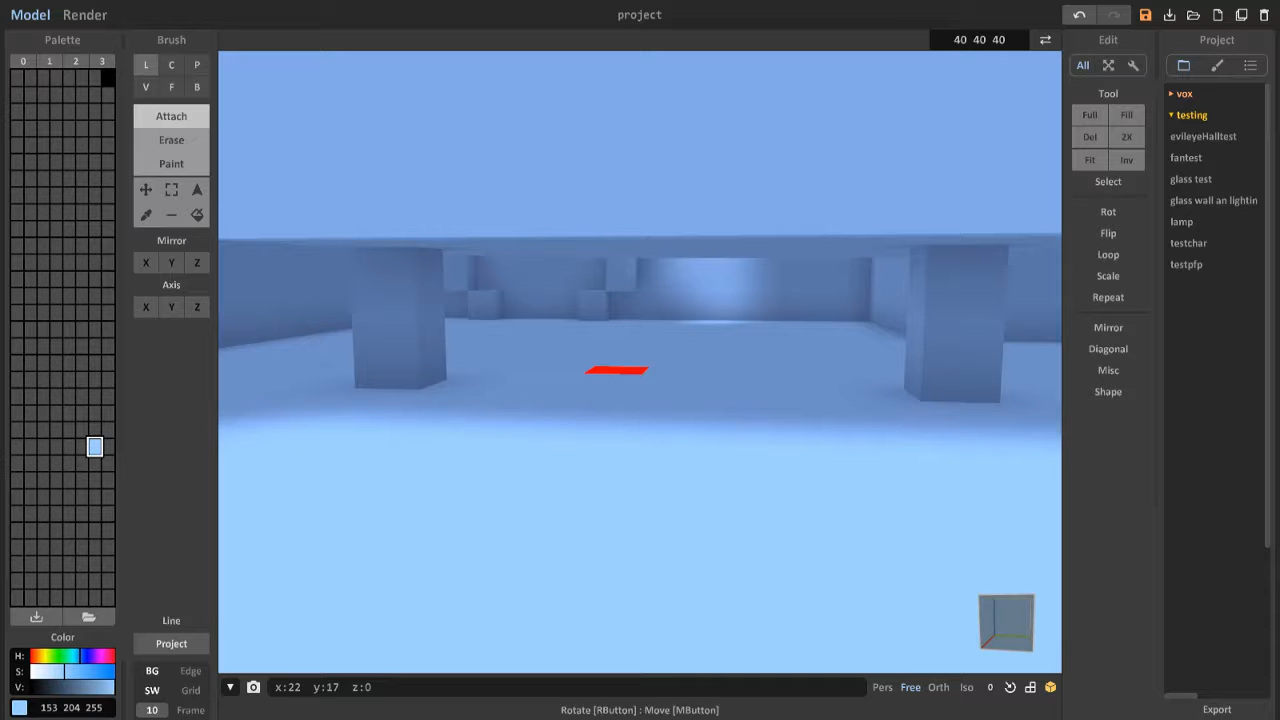 Model Render project
Palette Brush 40 40 40 Edit Project
0 1 2 3
L C P
V F B
All
Attach
Erase
Paint
Mirror
X Y Z
Axis
X Y Z
Tool
Full Fill
Del 2X
Fit Inv
Select
Rot
Flip
Loop
Scale
Repeat
Mirror
Diagonal
Misc
Shape
vox
testing
evileyeHalltest
fantest
glass test
glass wall an lightin
lamp
testchar
testpfp
Line
Project
BG Edge
SW Grid
10 Frame
Color
H:
S:
V:
153 204 255
x:22 y:17 z:0
Pers Free Orth Iso 0
Rotate [RButton] : Move [MButton]
Export